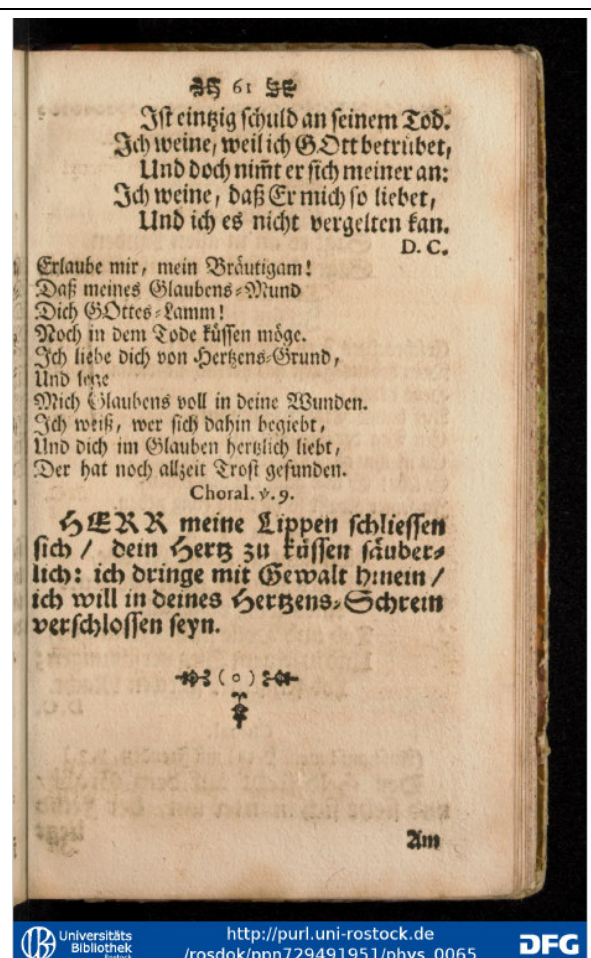 61
Ist eintzig schuld an seinem Tod.
Ich weine, weil ich GOtt betrübet,
Und doch nim̃t er sich meiner an:
Ich weine, daß Er mich so liebet,
Und ich es nicht vergelten kan.
D. C.
Erlaube mir, mein Bräutigam!
Daß meines Glaubens-Mund
Dich GOttes-Lamm!
Noch in dem Tode küssen möge.
Ich liebe dich von Hertzens-Grund,
Und lege
Mich Glaubens voll in deine Wunden.
Ich weiß, wer sich dahin begiebt,
Und dich im Glauben hertzlich liebt,
Der hat noch allzeit Trost gefunden.
Choral. v. 9.
HERR meine Lippen schliessen
sich / dein Hertz zu küssen säuber-
lich: ich dringe mit Gewalt hinein /
ich will in deines Hertzens-Schrein
verschlossen seyn.
(o)
Am
Universitäts
Bibliothek
Rostock
http://purl.uni-rostock.de
/rosdok/ppn729491951/phys_0065
DFG